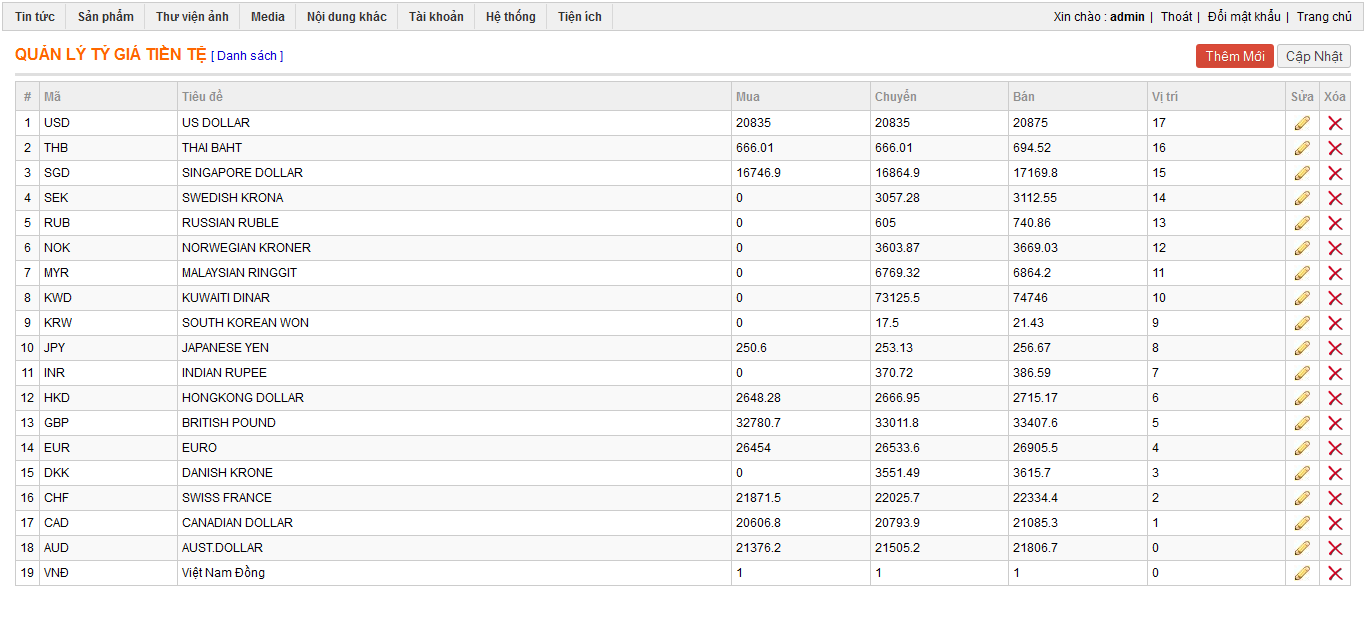 Tin tức Sản phẩm Thư viện ảnh Media Nội dung khác Tài khoản Hệ thống Tiện ích Xin chào : admin | Thoát | Đổi mật khẩu | Trang chủ
QUẢN LÝ TỶ GIÁ TIỀN TỆ [ Danh sách ] Thêm Mới Cập Nhật
# Mã Tiêu đề Mua Chuyển Bán Vị trí Sửa Xóa
1 USD US DOLLAR 20835 20835 20875 17
2 THB THAI BAHT 666.01 666.01 694.52 16
3 SGD SINGAPORE DOLLAR 16746.9 16864.9 17169.8 15
4 SEK SWEDISH KRONA 0 3057.28 3112.55 14
5 RUB RUSSIAN RUBLE 0 605 740.86 13
6 NOK NORWEGIAN KRONER 0 3603.87 3669.03 12
7 MYR MALAYSIAN RINGGIT 0 6769.32 6864.2 11
8 KWD KUWAITI DINAR 0 73125.5 74746 10
9 KRW SOUTH KOREAN WON 0 17.5 21.43 9
10 JPY JAPANESE YEN 250.6 253.13 256.67 8
11 INR INDIAN RUPEE 0 370.72 386.59 7
12 HKD HONGKONG DOLLAR 2648.28 2666.95 2715.17 6
13 GBP BRITISH POUND 32780.7 33011.8 33407.6 5
14 EUR EURO 26454 26533.6 26905.5 4
15 DKK DANISH KRONE 0 3551.49 3615.7 3
16 CHF SWISS FRANCE 21871.5 22025.7 22334.4 2
17 CAD CANADIAN DOLLAR 20606.8 20793.9 21085.3 1
18 AUD AUST.DOLLAR 21376.2 21505.2 21806.7 0
19 VNĐ Việt Nam Đồng 1 1 1 0